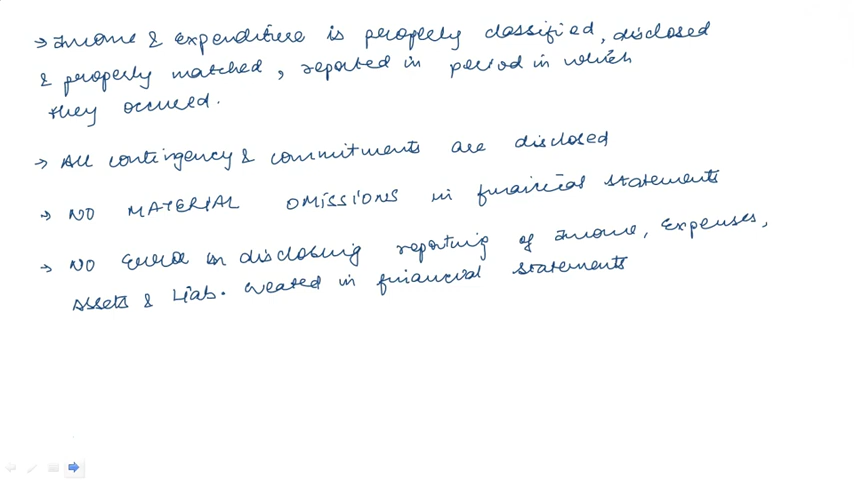 → Income & expenditure is properly classified, disclosed
& properly matched, reported in period in which
they occured.
→ All contingency & commitments are disclosed
→ NO MATERIAL OMISSIONS in financial statements
→ NO Error in disclosing reporting of Income, Expenses,
Assets & Liab. created in financial statements